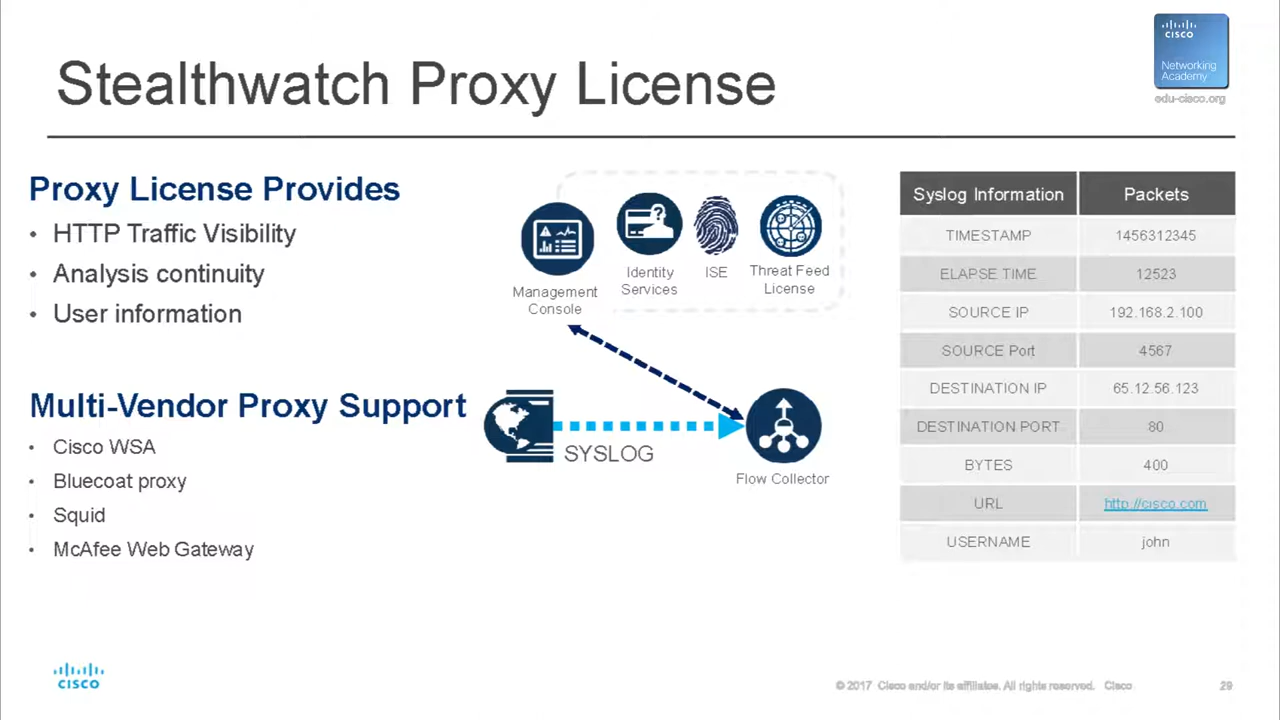 CISCO
Networking
Academy
edu-cisco.org
Stealthwatch Proxy License
Proxy License Provides
• HTTP Traffic Visibility
• Analysis continuity
• User information
Multi-Vendor Proxy Support
• Cisco WSA
• Bluecoat proxy
• Squid
• McAfee Web Gateway
Management
Console
Identity
Services
ISE
Threat Feed
License
SYSLOG
Flow Collector
Syslog Information Packets
TIMESTAMP 1456312345
ELAPSE TIME 12523
SOURCE IP 192.168.2.100
SOURCE Port 4567
DESTINATION IP 65.12.56.123
DESTINATION PORT 80
BYTES 400
URL http://cisco.com
USERNAME john
CISCO
© 2017 Cisco and/or its affiliates. All rights reserved. Cisco 29